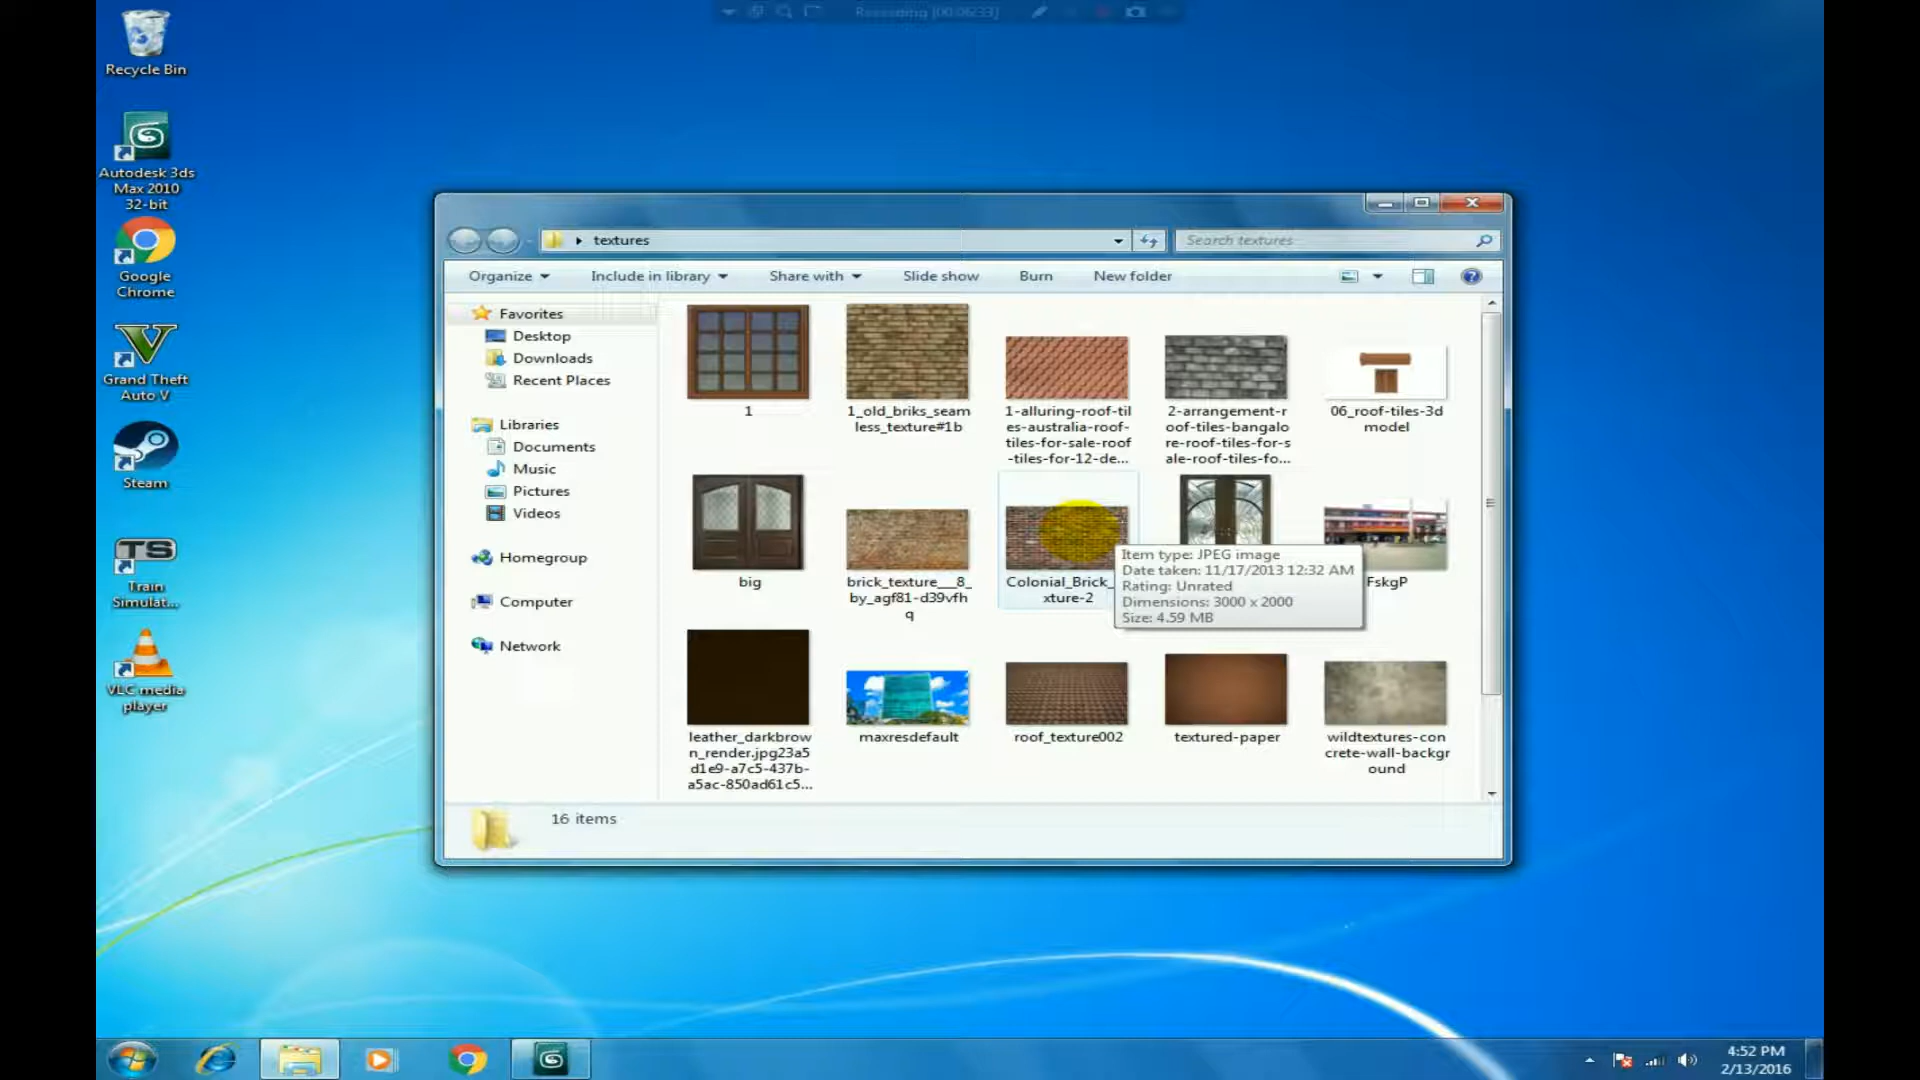 Recording [00:06:33]
Recycle Bin
Autodesk 3ds
Max 2010
32-bit
Google
Chrome
Grand Theft
Auto V
Steam
Train
Simulat...
VLC media
player
textures
Search textures
Organize
Include in library
Share with
Slide show
Burn
New folder
Favorites
Desktop
Downloads
Recent Places
Libraries
Documents
Music
Pictures
Videos
Homegroup
Computer
Network
1
1_old_briks_seam
less_texture#1b
1-alluring-roof-til
es-australia-roof-
tiles-for-sale-roof
-tiles-for-12-de...
2-arrangement-r
oof-tiles-bangalo
re-roof-tiles-for-s
ale-roof-tiles-fo...
06_roof-tiles-3d
model
big
brick_texture___8_
by_agf81-d39vfh
q
Colonial_Brick_
xture-2
FskgP
Item type: JPEG image
Date taken: 11/17/2013 12:32 AM
Rating: Unrated
Dimensions: 3000 x 2000
Size: 4.59 MB
leather_darkbrow
n_render.jpg23a5
d1e9-a7c5-437b-
a5ac-850ad61c5...
maxresdefault
roof_texture002
textured-paper
wildtextures-con
crete-wall-backgr
ound
16 items
4:52 PM
2/13/2016